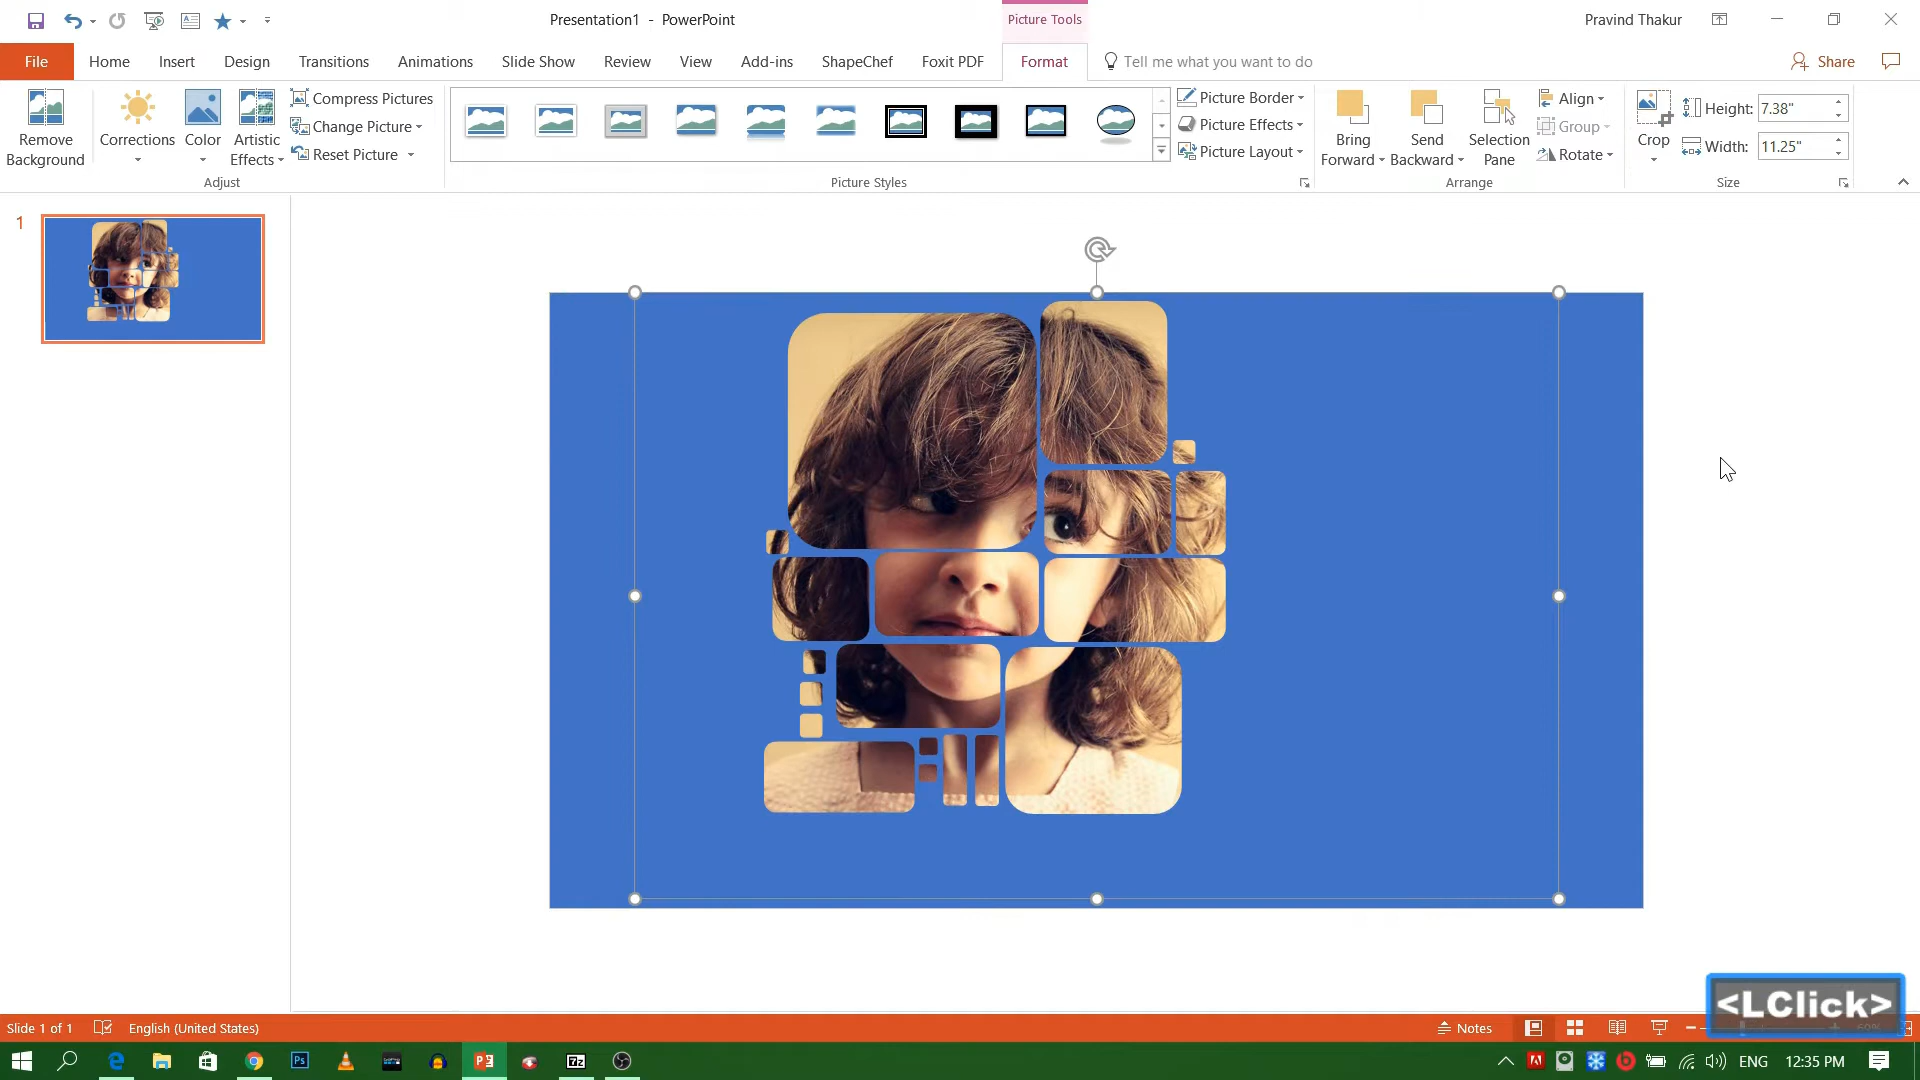 Presentation1 - PowerPoint
Picture Tools
Pravind Thakur
File
Home
Insert
Design
Transitions
Animations
Slide Show
Review
View
Add-ins
ShapeChef
Foxit PDF
Format
Tell me what you want to do
Share
Remove Background
Corrections
Color
Artistic Effects
Compress Pictures
Change Picture
Reset Picture
Adjust
Picture Styles
Picture Border
Picture Effects
Picture Layout
Bring Forward
Send Backward
Selection Pane
Align
Group
Rotate
Arrange
Crop
Height: 7.38"
Width: 11.25"
Size
1
<LClick>
Slide 1 of 1
English (United States)
Notes
ENG
12:35 PM